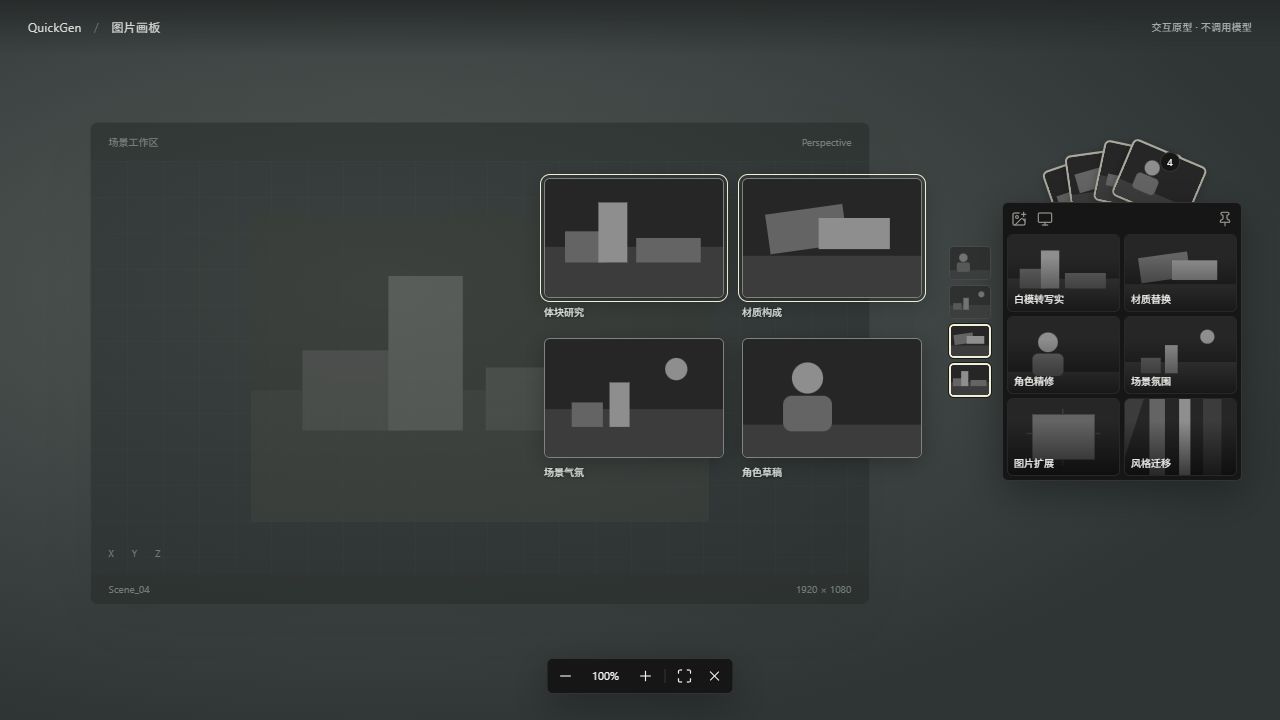 QuickGen / 图片画板
交互原型 · 不调用模型
场景工作区
Perspective
体块研究
材质构成
场景气氛
角色草稿
X Y Z
Scene_04
1920 × 1080
4
白模转写实
材质替换
角色精修
场景氛围
图片扩展
风格迁移
100%